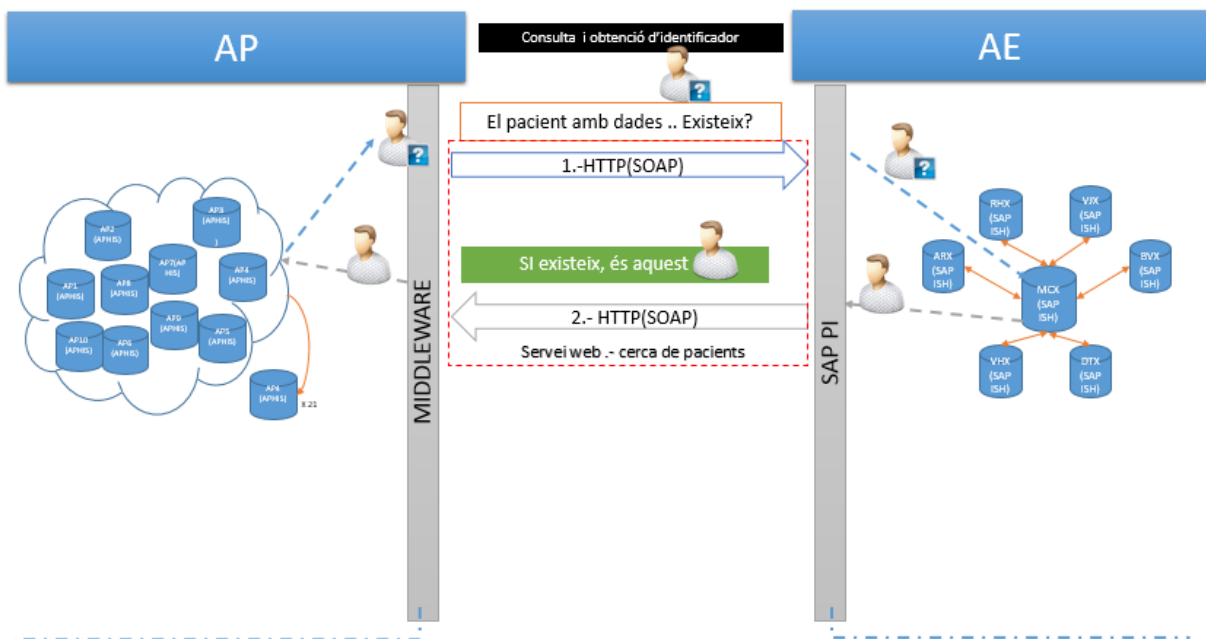 AP
Consulta i obtenció d'identificador
AE
El pacient amb dades .. Existeix?
1.-HTTP(SOAP)
SI existeix, és aquest
2.- HTTP(SOAP)
Servei web .- cerca de pacients
MIDDLEWARE
SAP PI
AP2
(APHIS)
AP3
(APHIS)
)
AP7(AP
HIS)
AP4
(APHIS)
AP1
(APHIS)
AP8
(APHIS)
AP9
(APHIS)
AP5
(APHIS)
AP10
(APHIS)
AP6
(APHIS)
(APHIS)
X 21
RHX
(SAP
ISH)
VJX
(SAP
ISH)
ARX
(SAP
ISH)
BVX
(SAP
ISH)
MCX
(SAP
ISH)
VHX
(SAP
ISH)
DTX
(SAP
ISH)
?
?
?